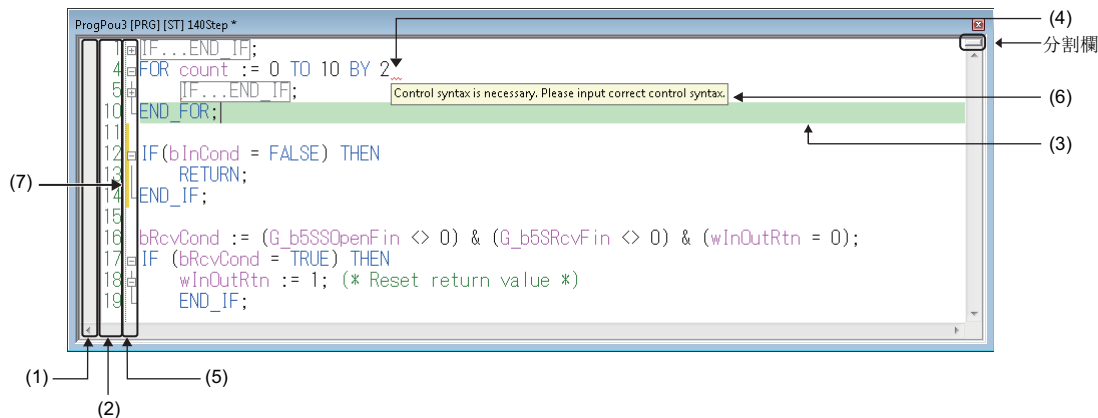 ProgPou3 [PRG] [ST] 140Step *
(4)
分割欄
1 IF...END_IF;
4 FOR count := 0 TO 10 BY 2
5 IF...END_IF;
Control syntax is necessary. Please input correct control syntax.
(6)
10 END_FOR;
(3)
11
12 IF(bInCond = FALSE) THEN
13 RETURN;
(7)
14 END_IF;
15
16 bRcvCond := (G_b5SSOpenFin <> 0) & (G_b5SRcvFin <> 0) & (wInOutRtn = 0);
17 IF (bRcvCond = TRUE) THEN
18 wInOutRtn := 1; (* Reset return value *)
19 END_IF;
(1)
(5)
(2)